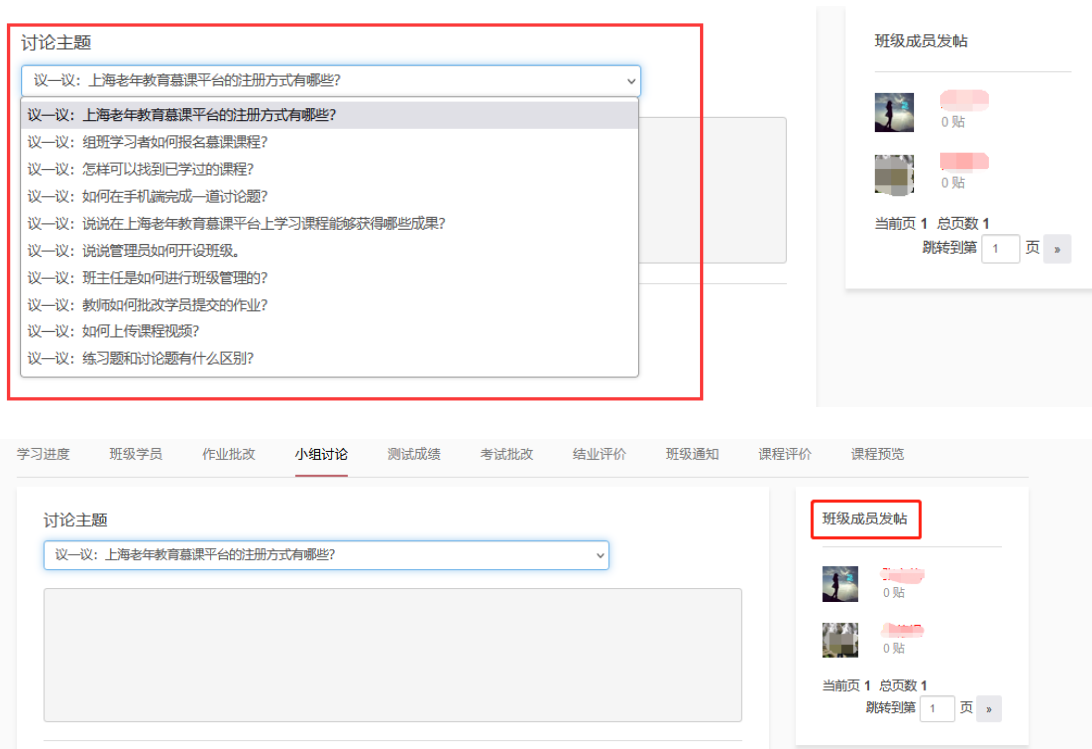 讨论主题
议一议：上海老年教育慕课平台的注册方式有哪些?
议一议：上海老年教育慕课平台的注册方式有哪些?
议一议：组班学习者如何报名慕课课程?
议一议：怎样可以找到已学过的课程?
议一议：如何在手机端完成一道讨论题?
议一议：说说在上海老年教育慕课平台上学习课程能够获得哪些成果?
议一议：说说管理员如何开设班级。
议一议：班主任是如何进行班级管理的?
议一议：教师如何批改学员提交的作业?
议一议：如何上传课程视频?
议一议：练习题和讨论题有什么区别?
班级成员发帖
0 贴
0 贴
当前页 1 总页数 1
跳转到第 1 页 »
学习进度 班级学员 作业批改 小组讨论 测试成绩 考试批改 结业评价 班级通知 课程评价 课程预览
讨论主题
议一议：上海老年教育慕课平台的注册方式有哪些?
班级成员发帖
0 贴
0 贴
当前页 1 总页数 1
跳转到第 1 页 »